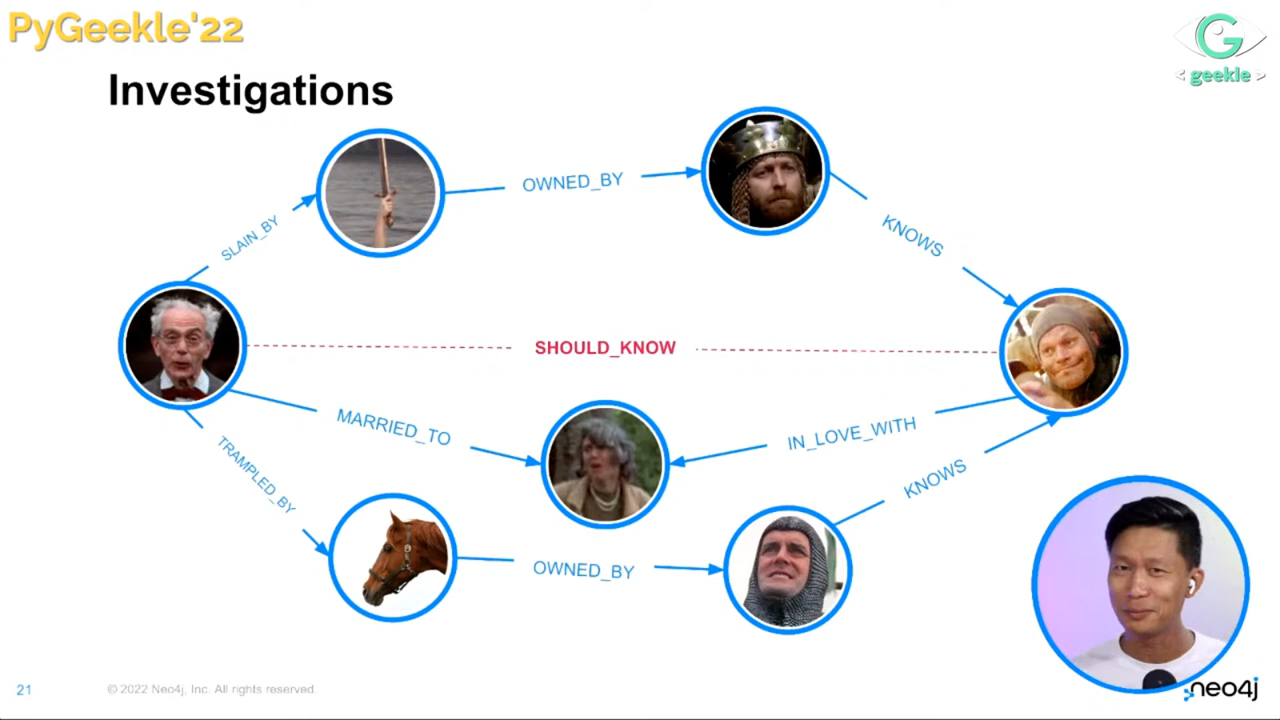 PyGeekle'22
G
< geekle >
Investigations
OWNED_BY
KNOWS
SLAIN_BY
SHOULD_KNOW
MARRIED_TO
IN_LOVE_WITH
TRAMPLED_BY
KNOWS
OWNED_BY
21
© 2022 Neo4j, Inc. All rights reserved.
neo4j